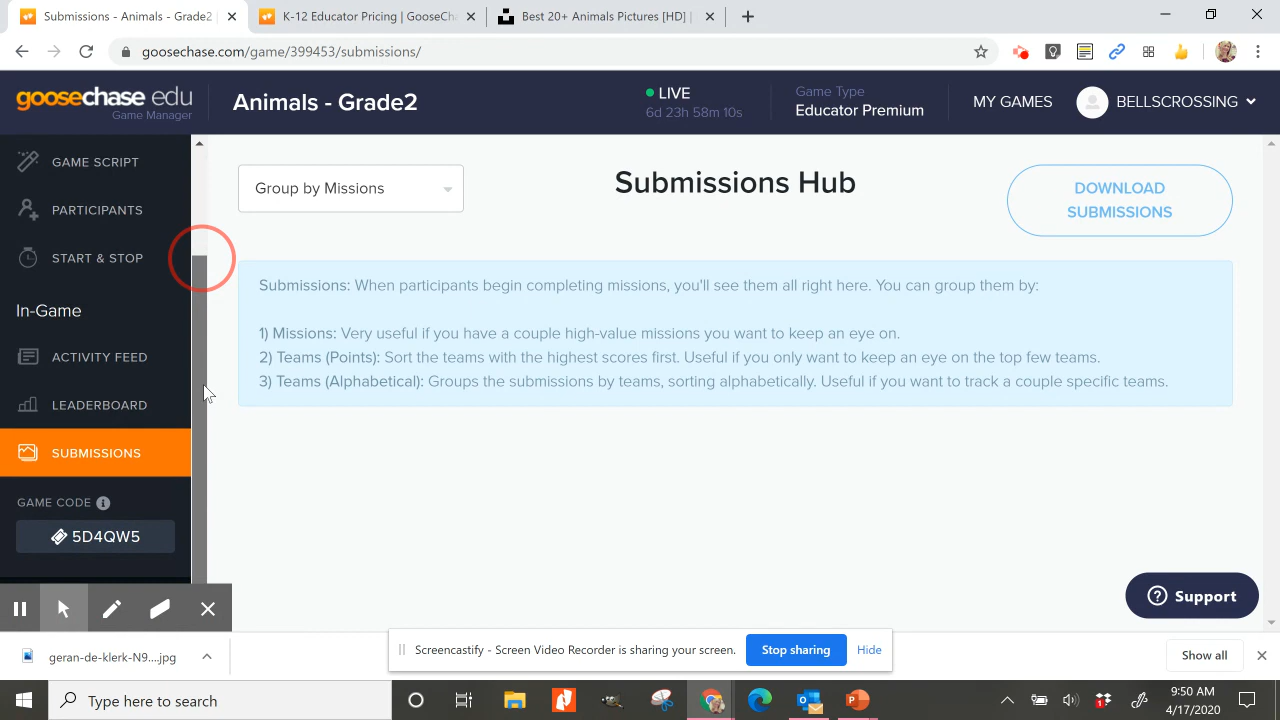 Submissions - Animals - Grade2
K-12 Educator Pricing | GooseCha
Best 20+ Animals Pictures [HD] |
goosechase.com/game/399453/submissions/
goosechase edu
Game Manager
Animals - Grade2
LIVE
6d 23h 58m 10s
Game Type
Educator Premium
MY GAMES
BELLSCROSSING
GAME SCRIPT
PARTICIPANTS
START & STOP
In-Game
ACTIVITY FEED
LEADERBOARD
SUBMISSIONS
GAME CODE
5D4QW5
Group by Missions
Submissions Hub
DOWNLOAD
SUBMISSIONS
Submissions: When participants begin completing missions, you'll see them all right here. You can group them by:
1) Missions: Very useful if you have a couple high-value missions you want to keep an eye on.
2) Teams (Points): Sort the teams with the highest scores first. Useful if you only want to keep an eye on the top few teams.
3) Teams (Alphabetical): Groups the submissions by teams, sorting alphabetically. Useful if you want to track a couple specific teams.
Support
geran-de-klerk-N9....jpg
Screencastify - Screen Video Recorder is sharing your screen.
Stop sharing
Hide
Show all
Type here to search
9:50 AM
4/17/2020